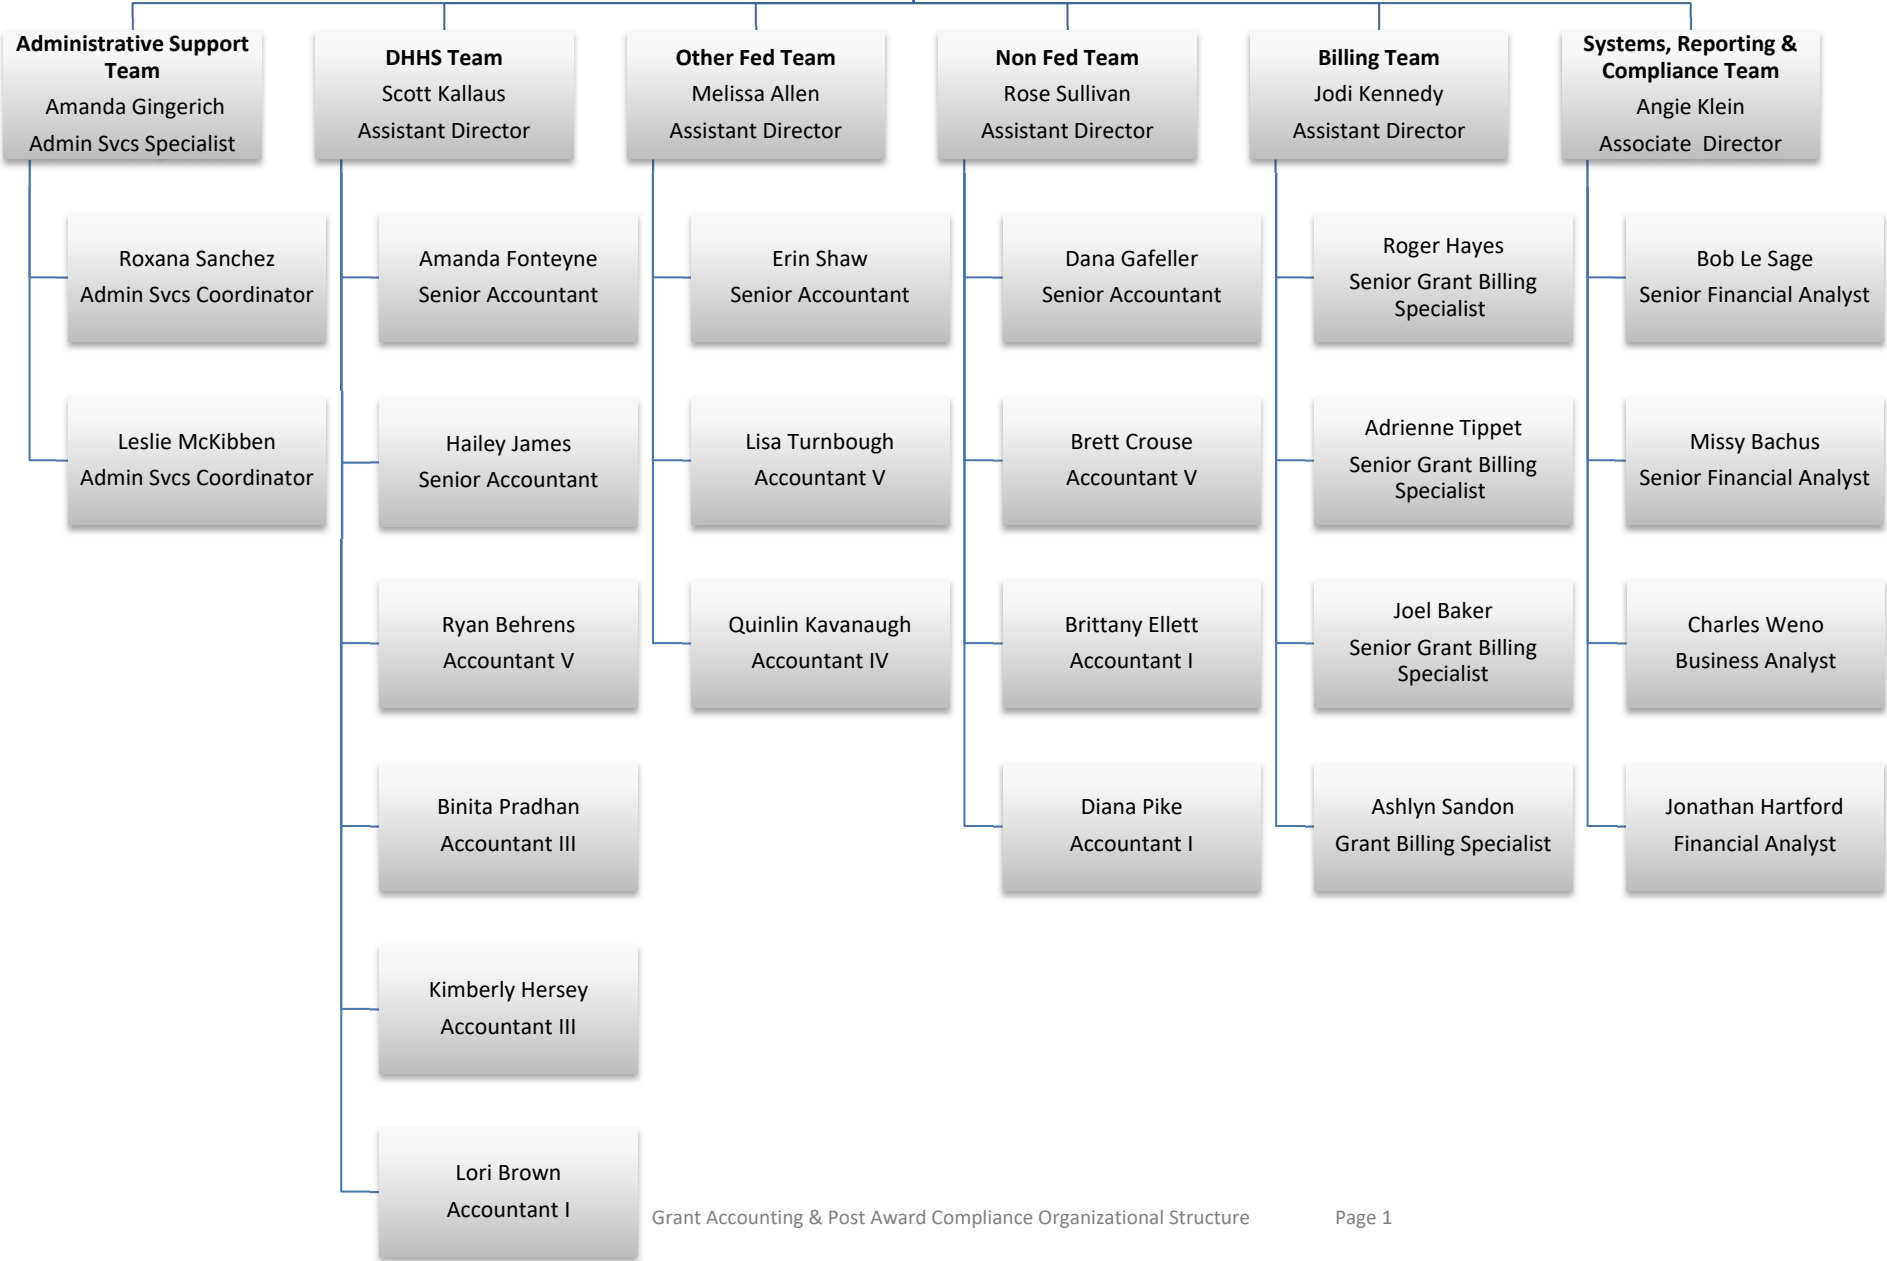 Administrative Support
Team
Amanda Gingerich
Admin Svcs Specialist
Roxana Sanchez
Admin Svcs Coordinator
Leslie McKibben
Admin Svcs Coordinator
DHHS Team
Scott Kallaus
Assistant Director
Amanda Fonteyne
Senior Accountant
Hailey James
Senior Accountant
Ryan Behrens
Accountant V
Binita Pradhan
Accountant III
Kimberly Hersey
Accountant III
Lori Brown
Accountant I
Other Fed Team
Melissa Allen
Assistant Director
Erin Shaw
Senior Accountant
Lisa Turnbough
Accountant V
Quinlin Kavanaugh
Accountant IV
Non Fed Team
Rose Sullivan
Assistant Director
Dana Gafeller
Senior Accountant
Brett Crouse
Accountant V
Brittany Ellett
Accountant I
Diana Pike
Accountant I
Billing Team
Jodi Kennedy
Assistant Director
Roger Hayes
Senior Grant Billing
Specialist
Adrienne Tippet
Senior Grant Billing
Specialist
Joel Baker
Senior Grant Billing
Specialist
Ashlyn Sandon
Grant Billing Specialist
Systems, Reporting &
Compliance Team
Angie Klein
Associate Director
Bob Le Sage
Senior Financial Analyst
Missy Bachus
Senior Financial Analyst
Charles Weno
Business Analyst
Jonathan Hartford
Financial Analyst
Grant Accounting & Post Award Compliance Organizational Structure Page 1